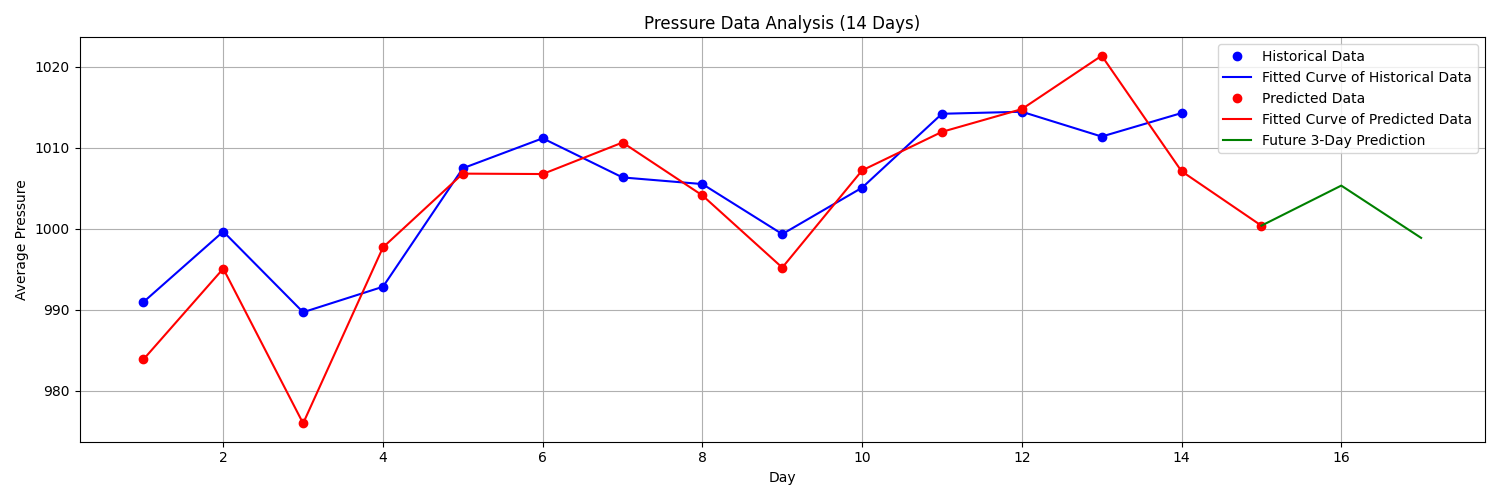 Pressure Data Analysis (14 Days)
Historical Data
Fitted Curve of Historical Data
Predicted Data
Fitted Curve of Predicted Data
Future 3-Day Prediction
Average Pressure
1020
1010
1000
990
980
2 4 6 8 10 12 14 16
Day